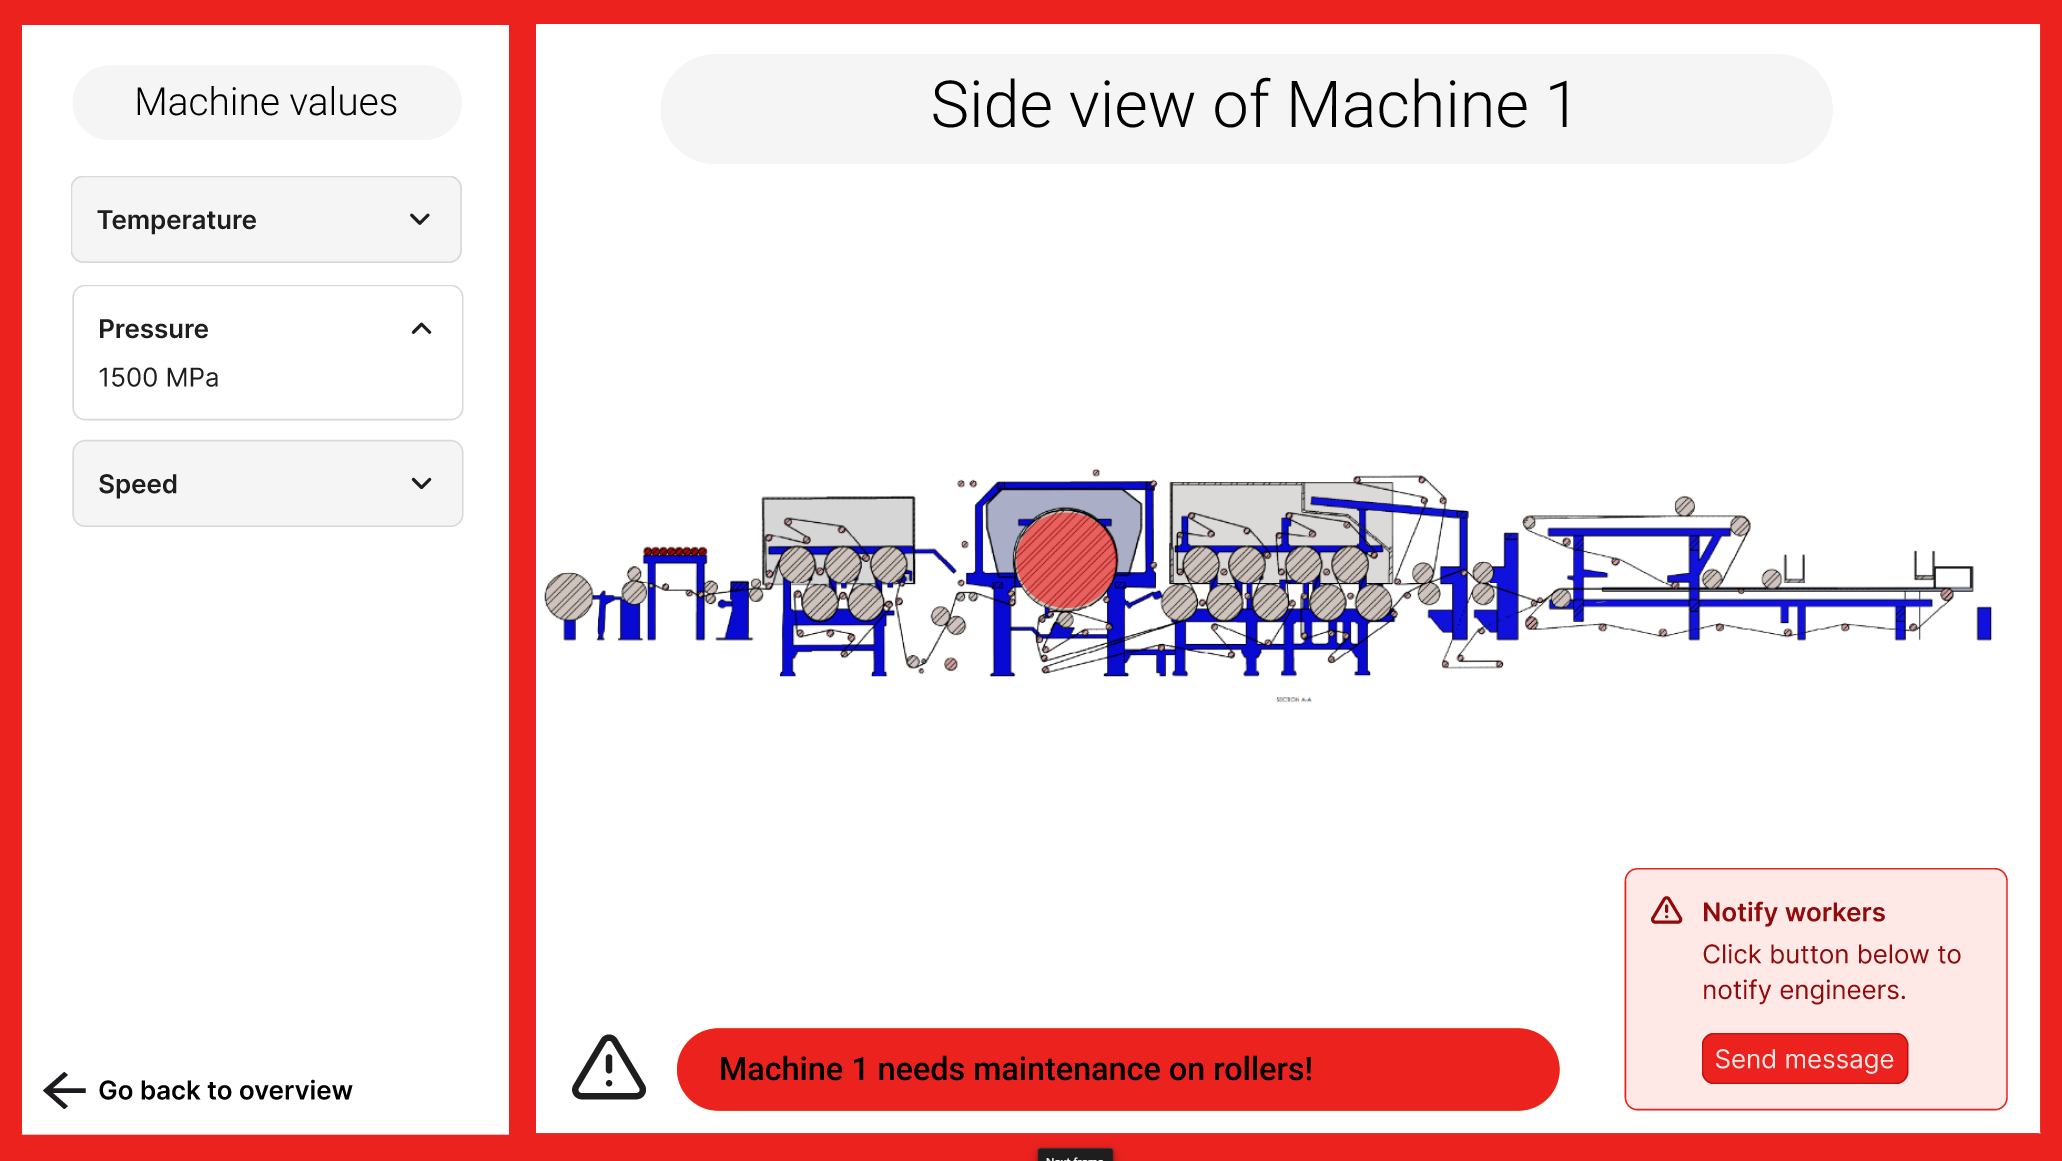 Machine values
Side view of Machine 1
Temperature
Pressure
1500 MPa
Speed
SECTION A-A
Notify workers
Click button below to
notify engineers.
Send message
Machine 1 needs maintenance on rollers!
Go back to overview